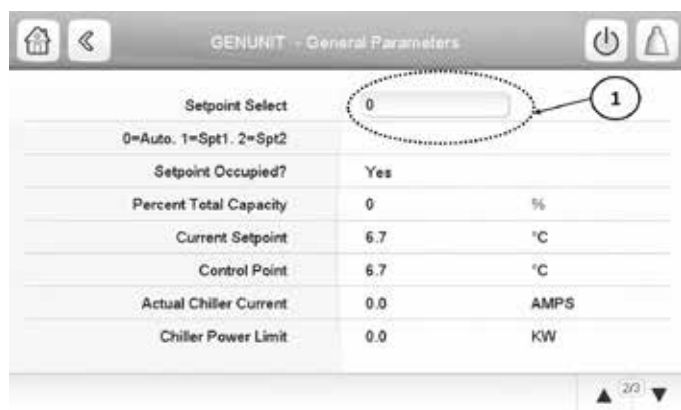 GENUNIT - General Parameters
1
Setpoint Select 0
0=Auto. 1=Spt1. 2=Spt2
Setpoint Occupied? Yes
Percent Total Capacity 0 %
Current Setpoint 6.7 °C
Control Point 6.7 °C
Actual Chiller Current 0.0 AMPS
Chiller Power Limit 0.0 KW
2/3